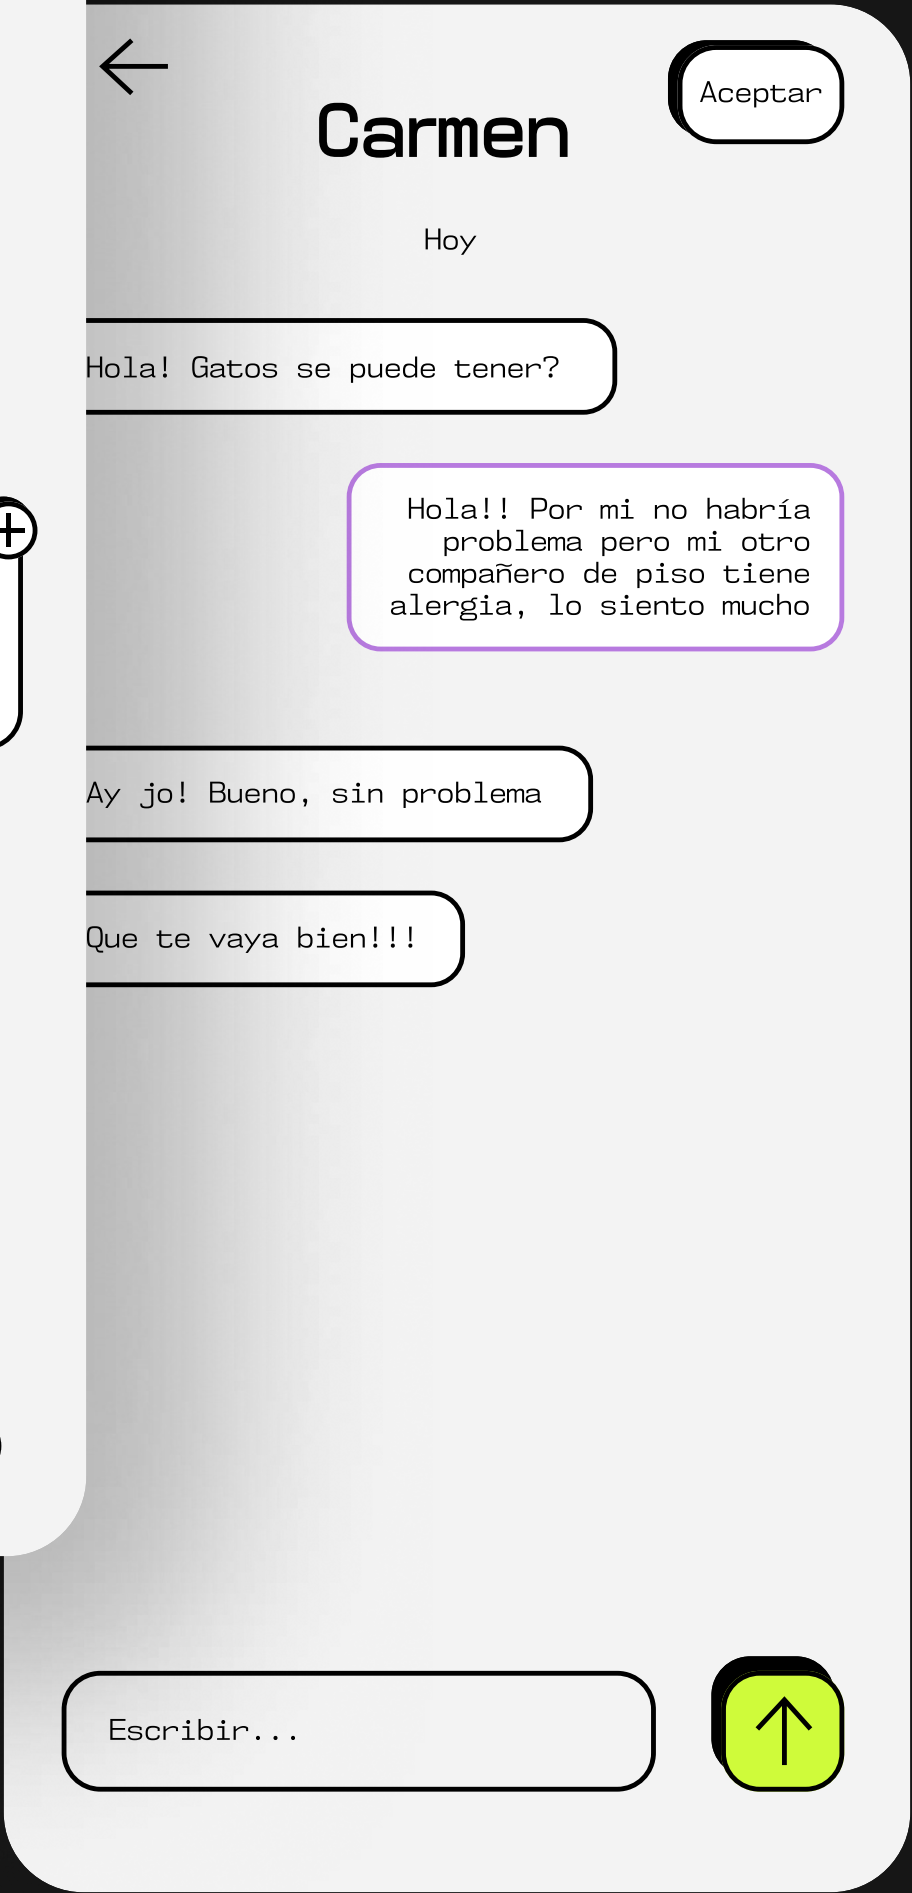 Aceptar
Carmen
Hoy
Hola! Gatos se puede tener?
Hola!! Por mi no habría
problema pero mi otro
compañero de piso tiene
alergia, lo siento mucho
Ay jo! Bueno, sin problema
Que te vaya bien!!!
Escribir...